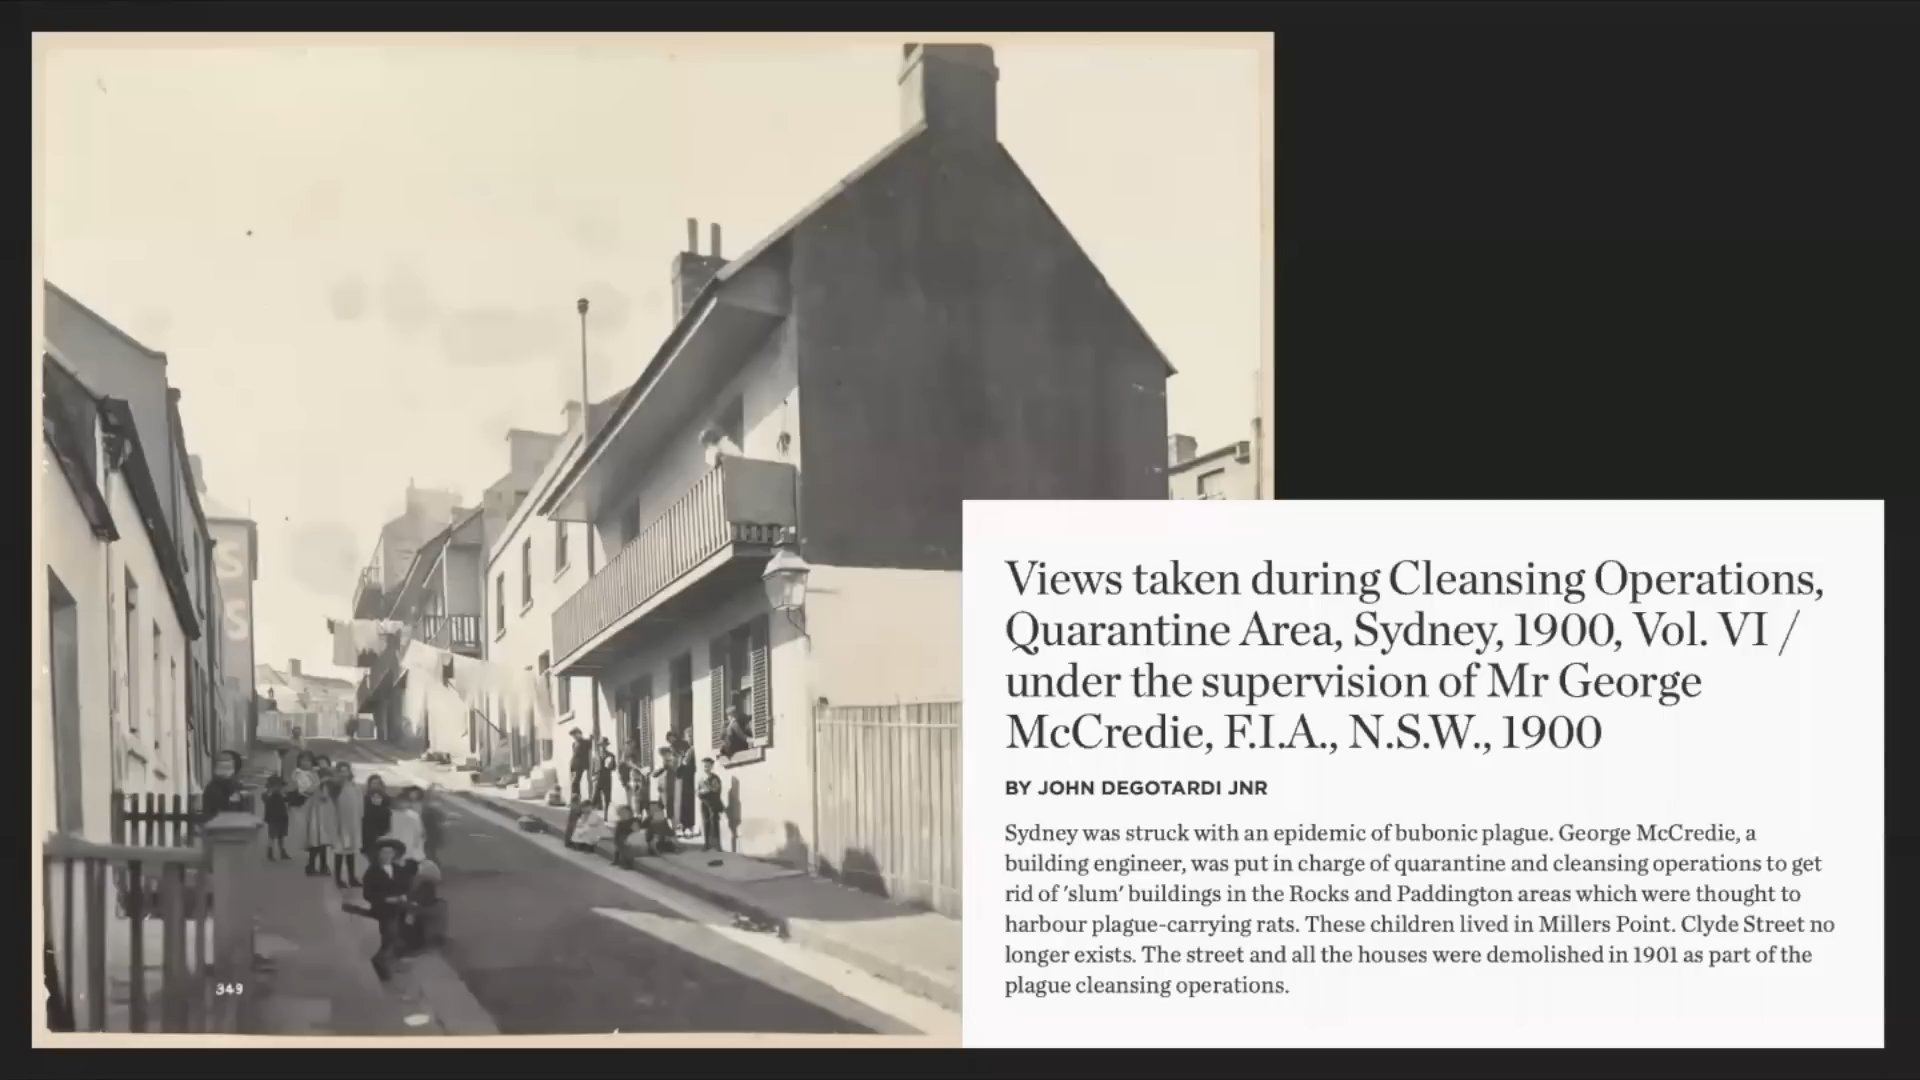 S
S
349
Views taken during Cleansing Operations,
Quarantine Area, Sydney, 1900, Vol. VI /
under the supervision of Mr George
McCredie, F.I.A., N.S.W., 1900
BY JOHN DEGOTARDI JNR
Sydney was struck with an epidemic of bubonic plague. George McCredie, a
building engineer, was put in charge of quarantine and cleansing operations to get
rid of 'slum' buildings in the Rocks and Paddington areas which were thought to
harbour plague-carrying rats. These children lived in Millers Point. Clyde Street no
longer exists. The street and all the houses were demolished in 1901 as part of the
plague cleansing operations.